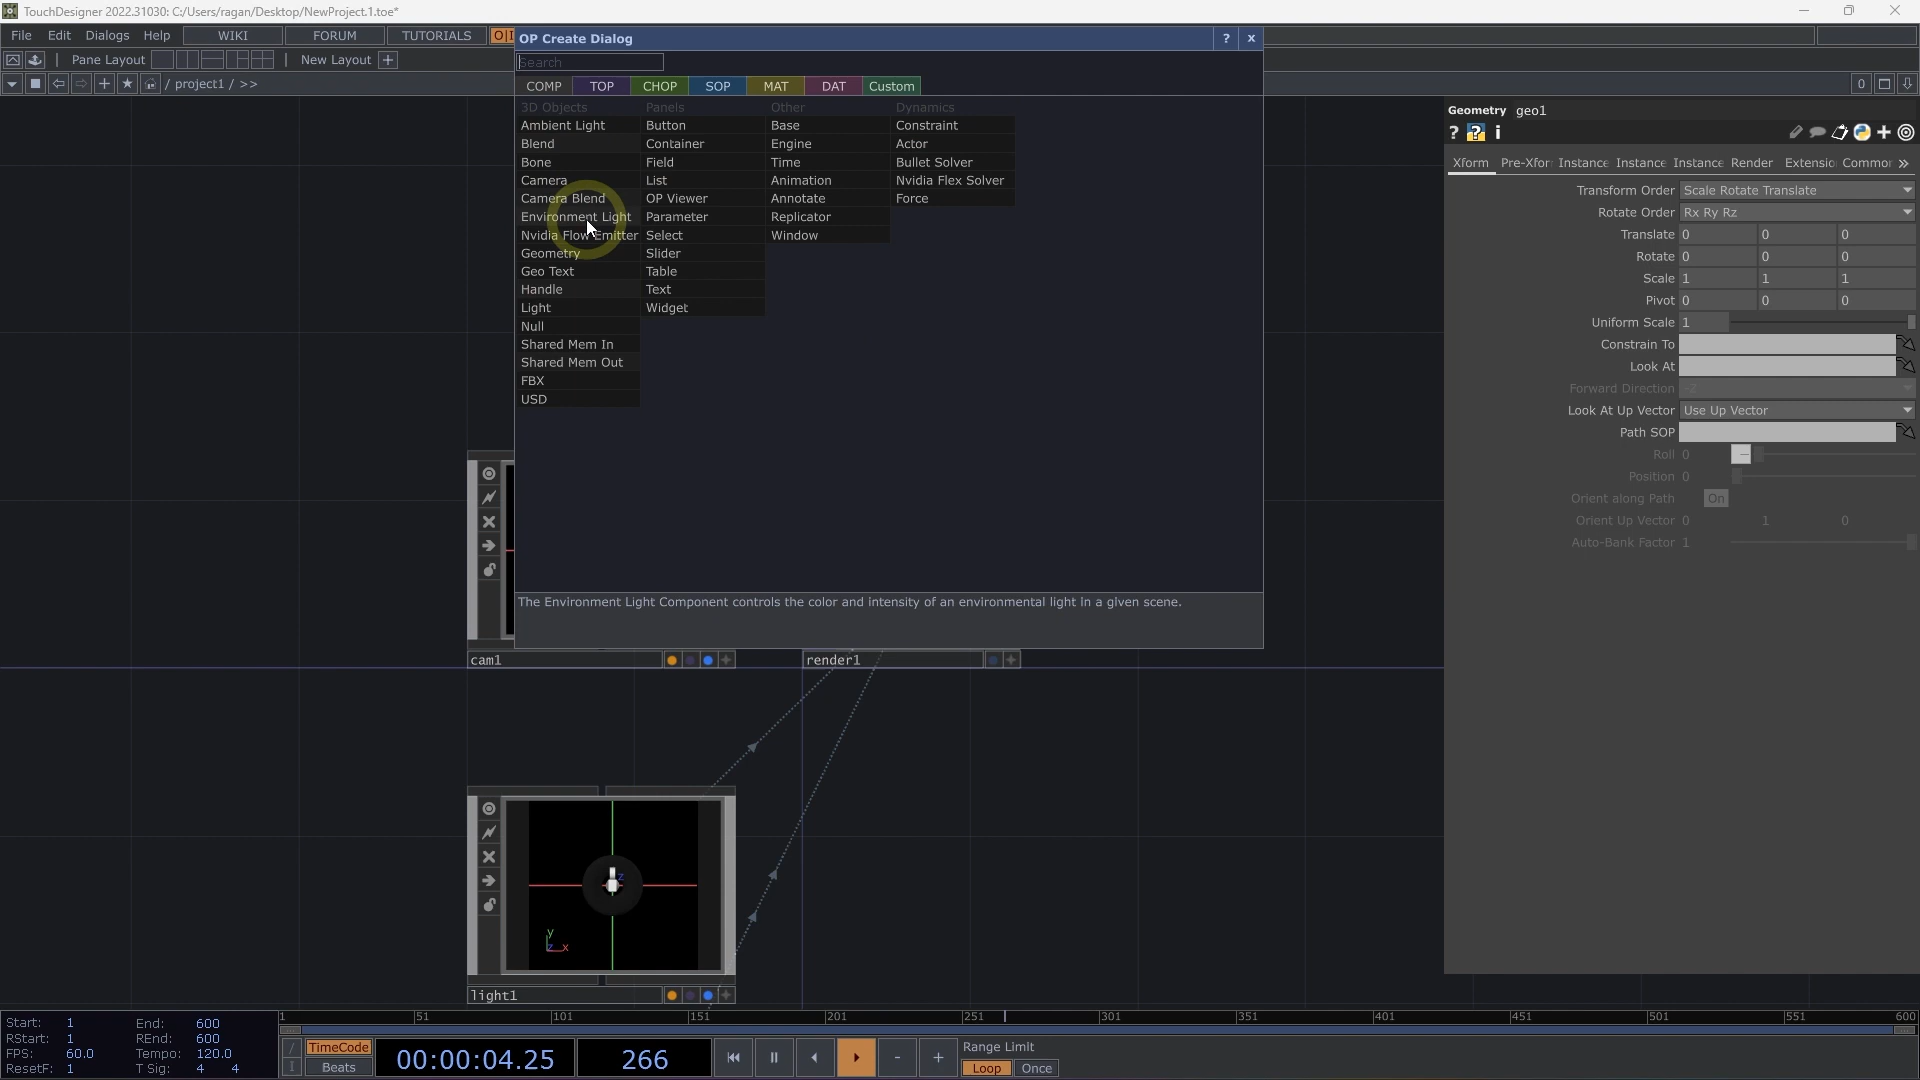 TouchDesigner 2022.31030: C:/Users/ragan/Desktop/NewProject.1.toe*
File Edit Dialogs Help WIKI FORUM TUTORIALS O|I
Pane Layout New Layout +
/ project1 / >> 0
OP Create Dialog ? x
Search
COMP TOP CHOP SOP MAT DAT Custom
3D Objects Panels Other Dynamics
Ambient Light Button Base Constraint
Blend Container Engine Actor
Bone Field Time Bullet Solver
Camera List Animation Nvidia Flex Solver
Camera Blend OP Viewer Annotate Force
Environment Light Parameter Replicator
Nvidia Flow Emitter Select Window
Geometry Slider
Geo Text Table
Handle Text
Light Widget
Null
Shared Mem In
Shared Mem Out
FBX
USD
The Environment Light Component controls the color and intensity of an environmental light in a given scene.
Geometry geo1
? ? i
Xform Pre-Xfor Instance Instance Instance Render Extensio Commor »
Transform Order Scale Rotate Translate
Rotate Order Rx Ry Rz
Translate 0 0 0
Rotate 0 0 0
Scale 1 1 1
Pivot 0 0 0
Uniform Scale 1
Constrain To
Look At
Forward Direction -Z
Look At Up Vector Use Up Vector
Path SOP
Roll 0
Position 0
Orient along Path On
Orient Up Vector 0 1 0
Auto-Bank Factor 1
cam1
render1
z
y
z x
light1
Start: 1 End: 600
RStart: 1 REnd: 600
FPS: 60.0 Tempo: 120.0
ResetF: 1 T Sig: 4 4
1 51 101 151 201 251 301 351 401 451 501 551 600
/ TimeCode
I Beats
00:00:04.25 266
- +
Range Limit
Loop Once